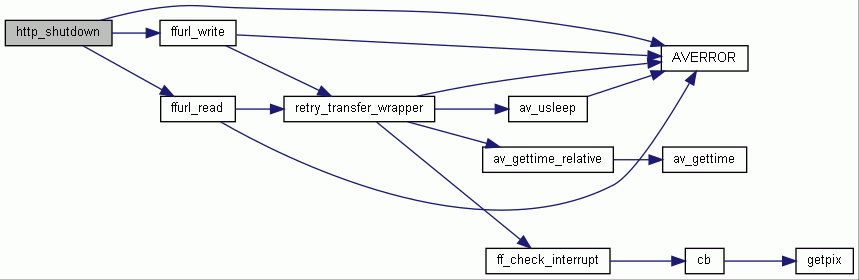 http_shutdown
ffurl_write
AVERROR
ffurl_read
retry_transfer_wrapper
av_usleep
av_gettime_relative
av_gettime
ff_check_interrupt
cb
getpix